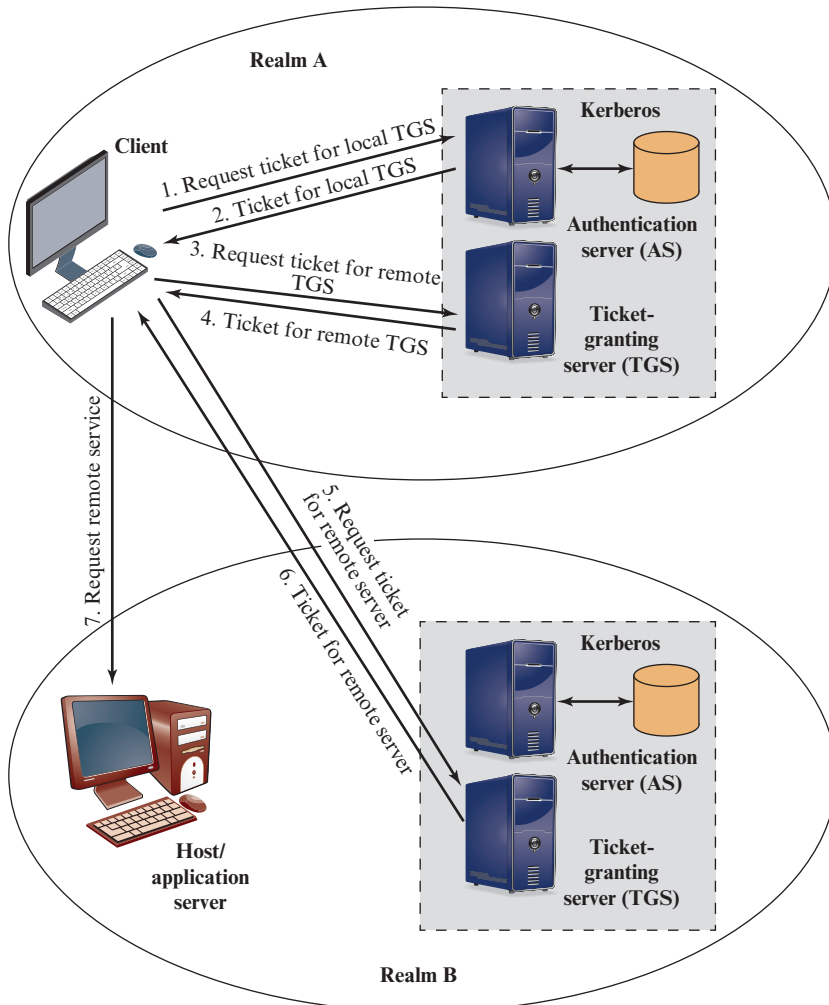 Realm A
Client
Kerberos
1. Request ticket for local TGS
2. Ticket for local TGS
Authentication
server (AS)
3. Request ticket for remote
TGS
4. Ticket for remote TGS
Ticket-
granting
server (TGS)
7. Request remote service
5. Request ticket
for remote server
6. Ticket for remote server
Kerberos
Authentication
server (AS)
Host/
application
server
Ticket-
granting
server (TGS)
Realm B